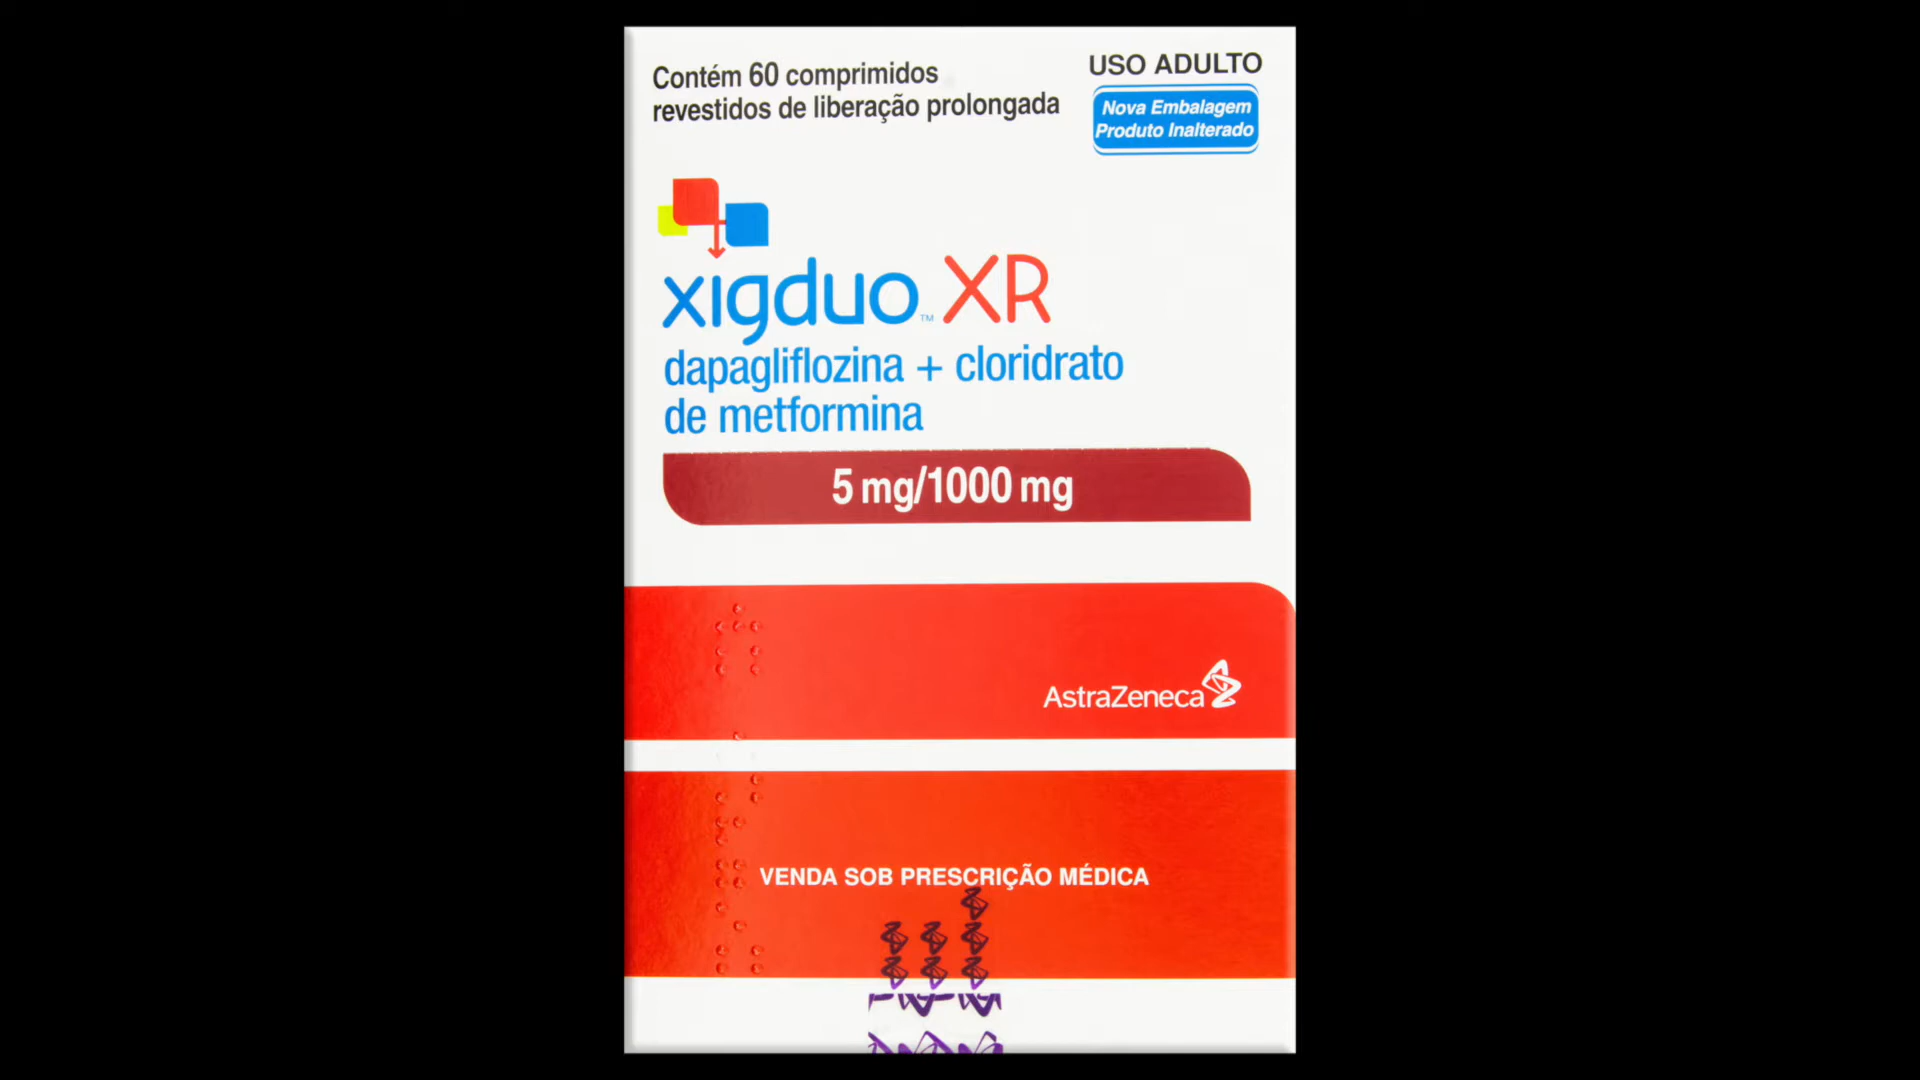 Contém 60 comprimidos
revestidos de liberação prolongada
USO ADULTO
Nova Embalagem
Produto Inalterado
xigduo™ XR
dapagliflozina + cloridrato
de metformina
5 mg/1000 mg
AstraZeneca
VENDA SOB PRESCRIÇÃO MÉDICA